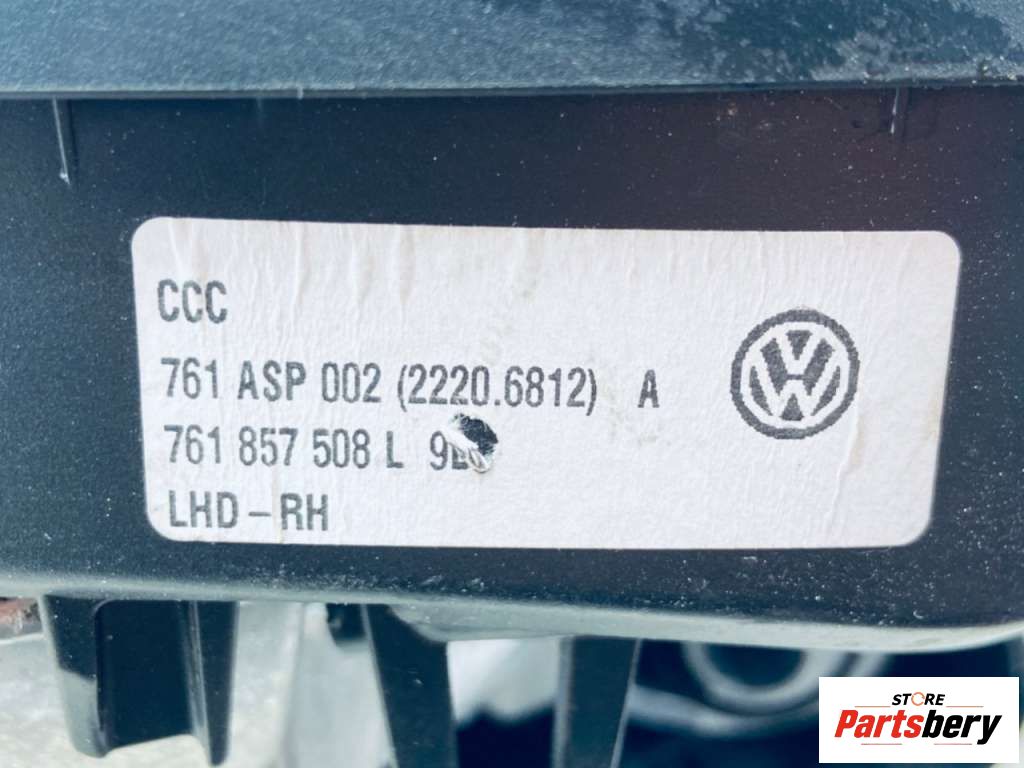 CCC
761 ASP 002 (2220.6812) A
761 857 508 L
LHD-RH
STORE
Partsbery